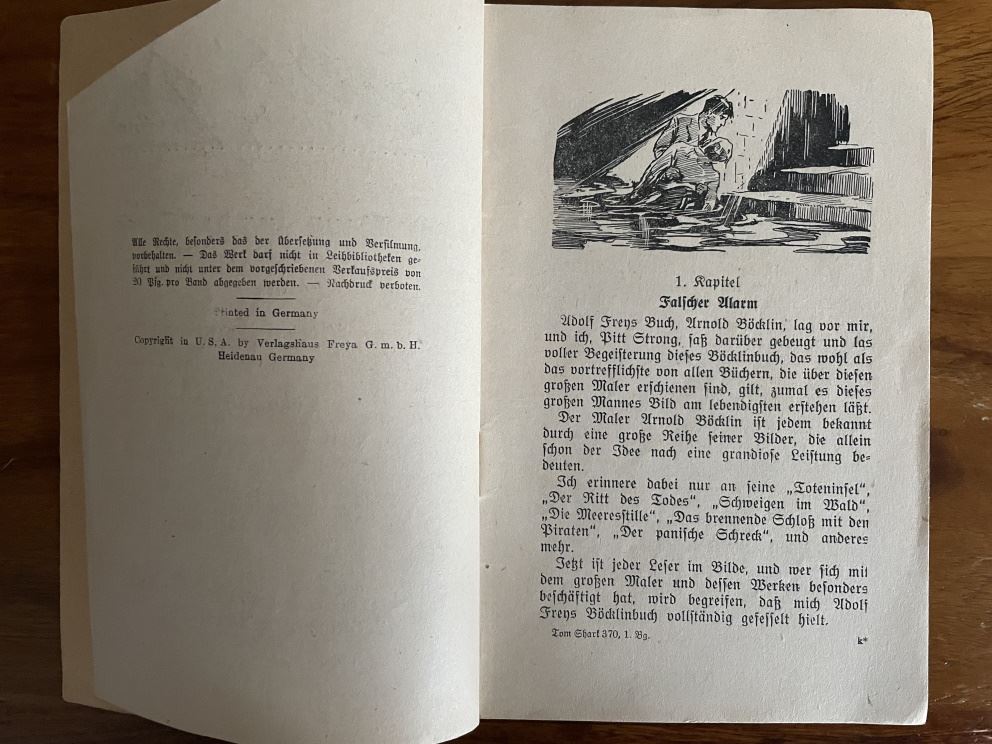 Alle Rechte, besonders das der Übersetzung und Verfilmung,
vorbehalten. — Das Werk darf nicht in Leihbibliotheken ge-
führt und nicht unter dem vorgeschriebenen Verkaufspreis von
20 Pfg. pro Band abgegeben werden. — Nachdruck verboten.
Printed in Germany
Copyright in U. S. A. by Verlagshaus Freya G. m. b. H.
Heidenau Germany
1. Kapitel
Falscher Alarm
Adolf Freys Buch, Arnold Böcklin, lag vor mir,
und ich, Pitt Strong, saß darüber gebeugt und las
voller Begeisterung dieses Böcklinbuch, das wohl als
das vortrefflichste von allen Büchern, die über diesen
großen Maler erschienen sind, gilt, zumal es dieses
großen Mannes Bild am lebendigsten erstehen läßt.
Der Maler Arnold Böcklin ist jedem bekannt
durch eine große Reihe seiner Bilder, die allein
schon der Idee nach eine grandiose Leistung be-
deuten.
Ich erinnere dabei nur an seine „Toteninsel“,
„Der Ritt des Todes“, „Schweigen im Wald“,
„Die Meeresstille“, „Das brennende Schloß mit den
Piraten“, „Der panische Schreck“, und anderes
mehr.
Jetzt ist jeder Leser im Bilde, und wer sich mit
dem großen Maler und dessen Werken besonders
beschäftigt hat, wird begreifen, daß mich Adolf
Freys Böcklinbuch vollständig gefesselt hielt.
Tom Shark 370, 1. Bg.
k*